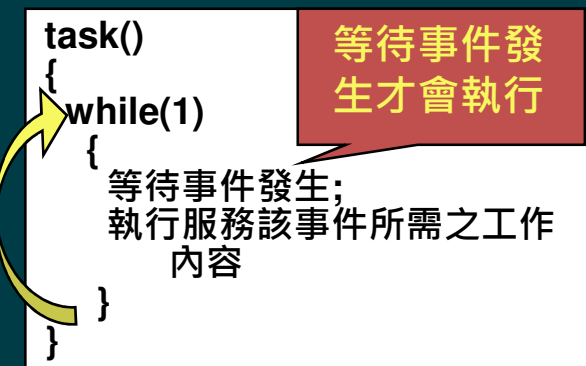 task()
{
while(1)
{
等待事件發生;
執行服務該事件所需之工作
內容
}
}
等待事件發
生才會執行